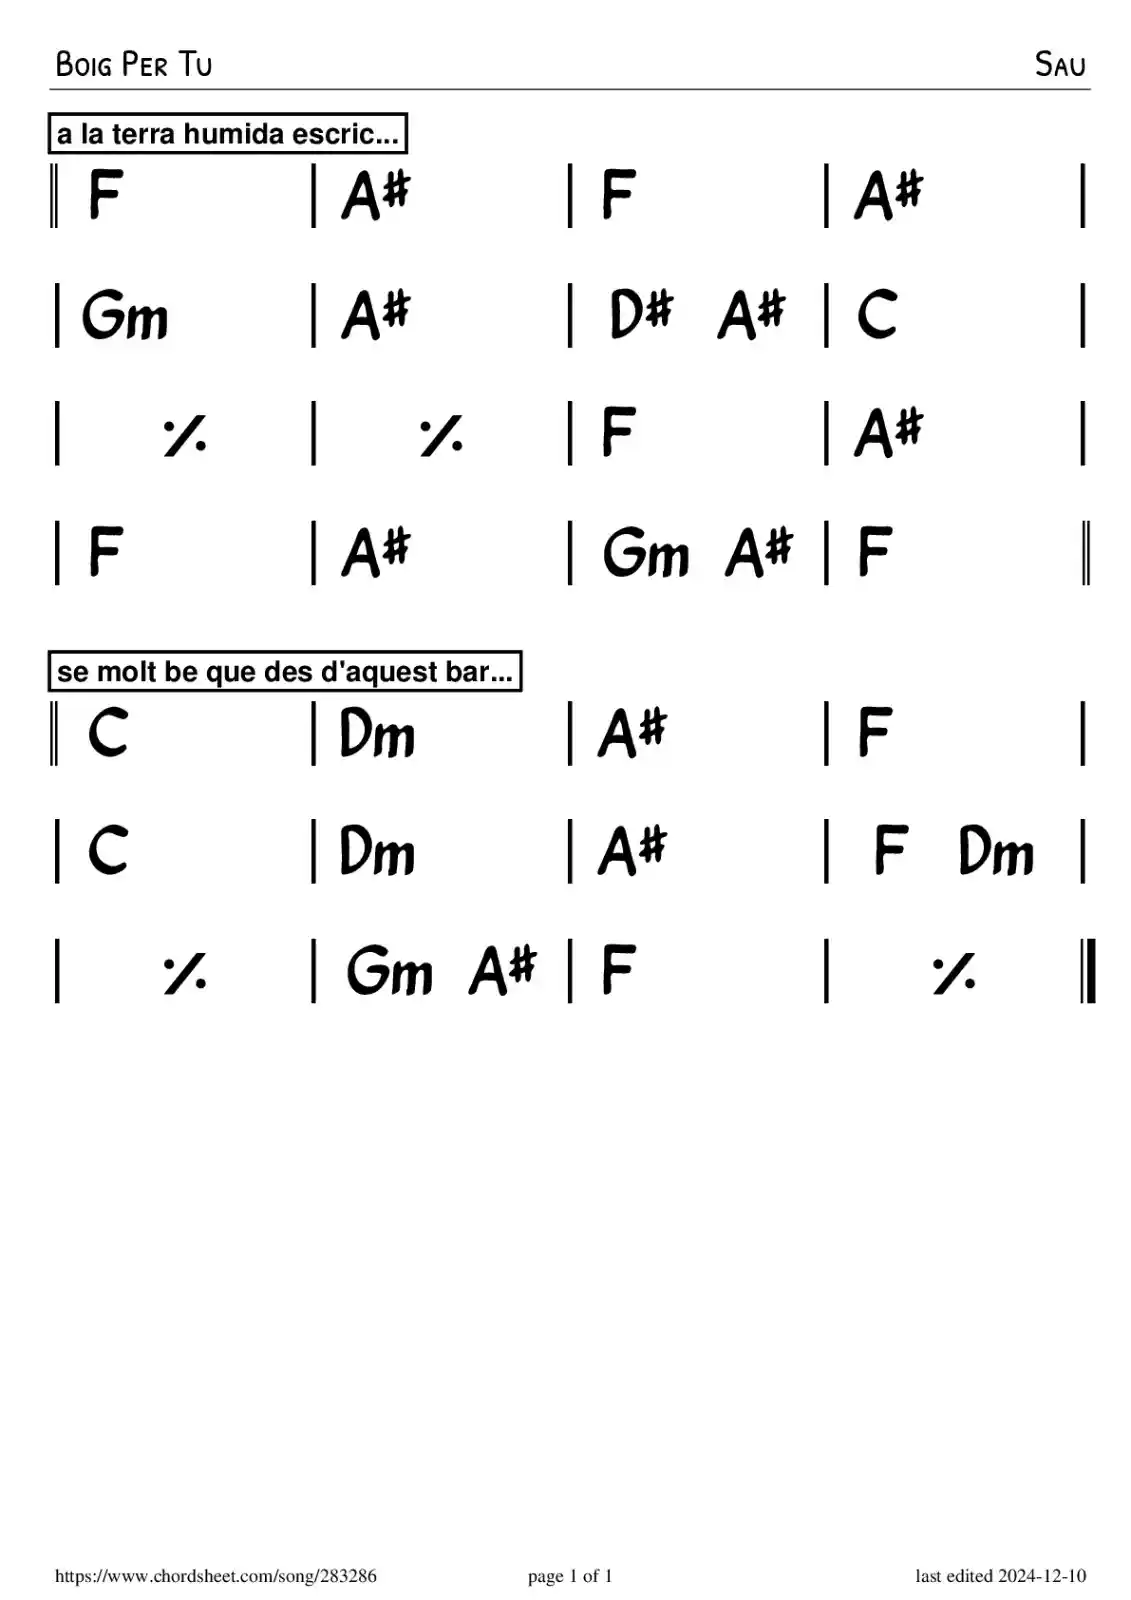 Boig Per Tu Sau
a la terra humida escric...
‖ F | A# | F | A# |
| Gm | A# | D# A# | C |
| ٪ | ٪ | F | A# |
| F | A# | Gm A# | F ‖
se molt be que des d'aquest bar...
‖ C | Dm | A# | F |
| C | Dm | A# | F Dm |
| ٪ | Gm A# | F | ٪ ‖
https://www.chordsheet.com/song/283286 page 1 of 1 last edited 2024-12-10